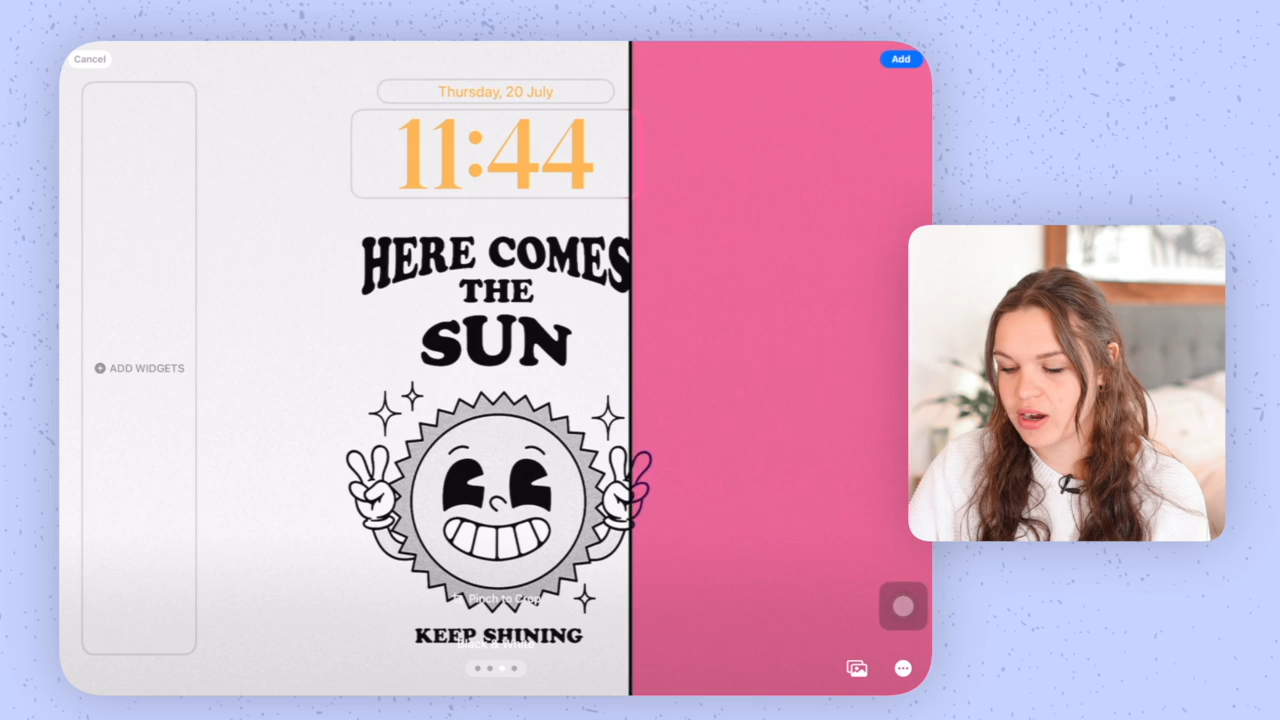 Cancel
Add
Thursday, 20 July
11:44
HERE COMES
THE
SUN
ADD WIDGETS
Pinch to Crop
KEEP SHINING
Black & White